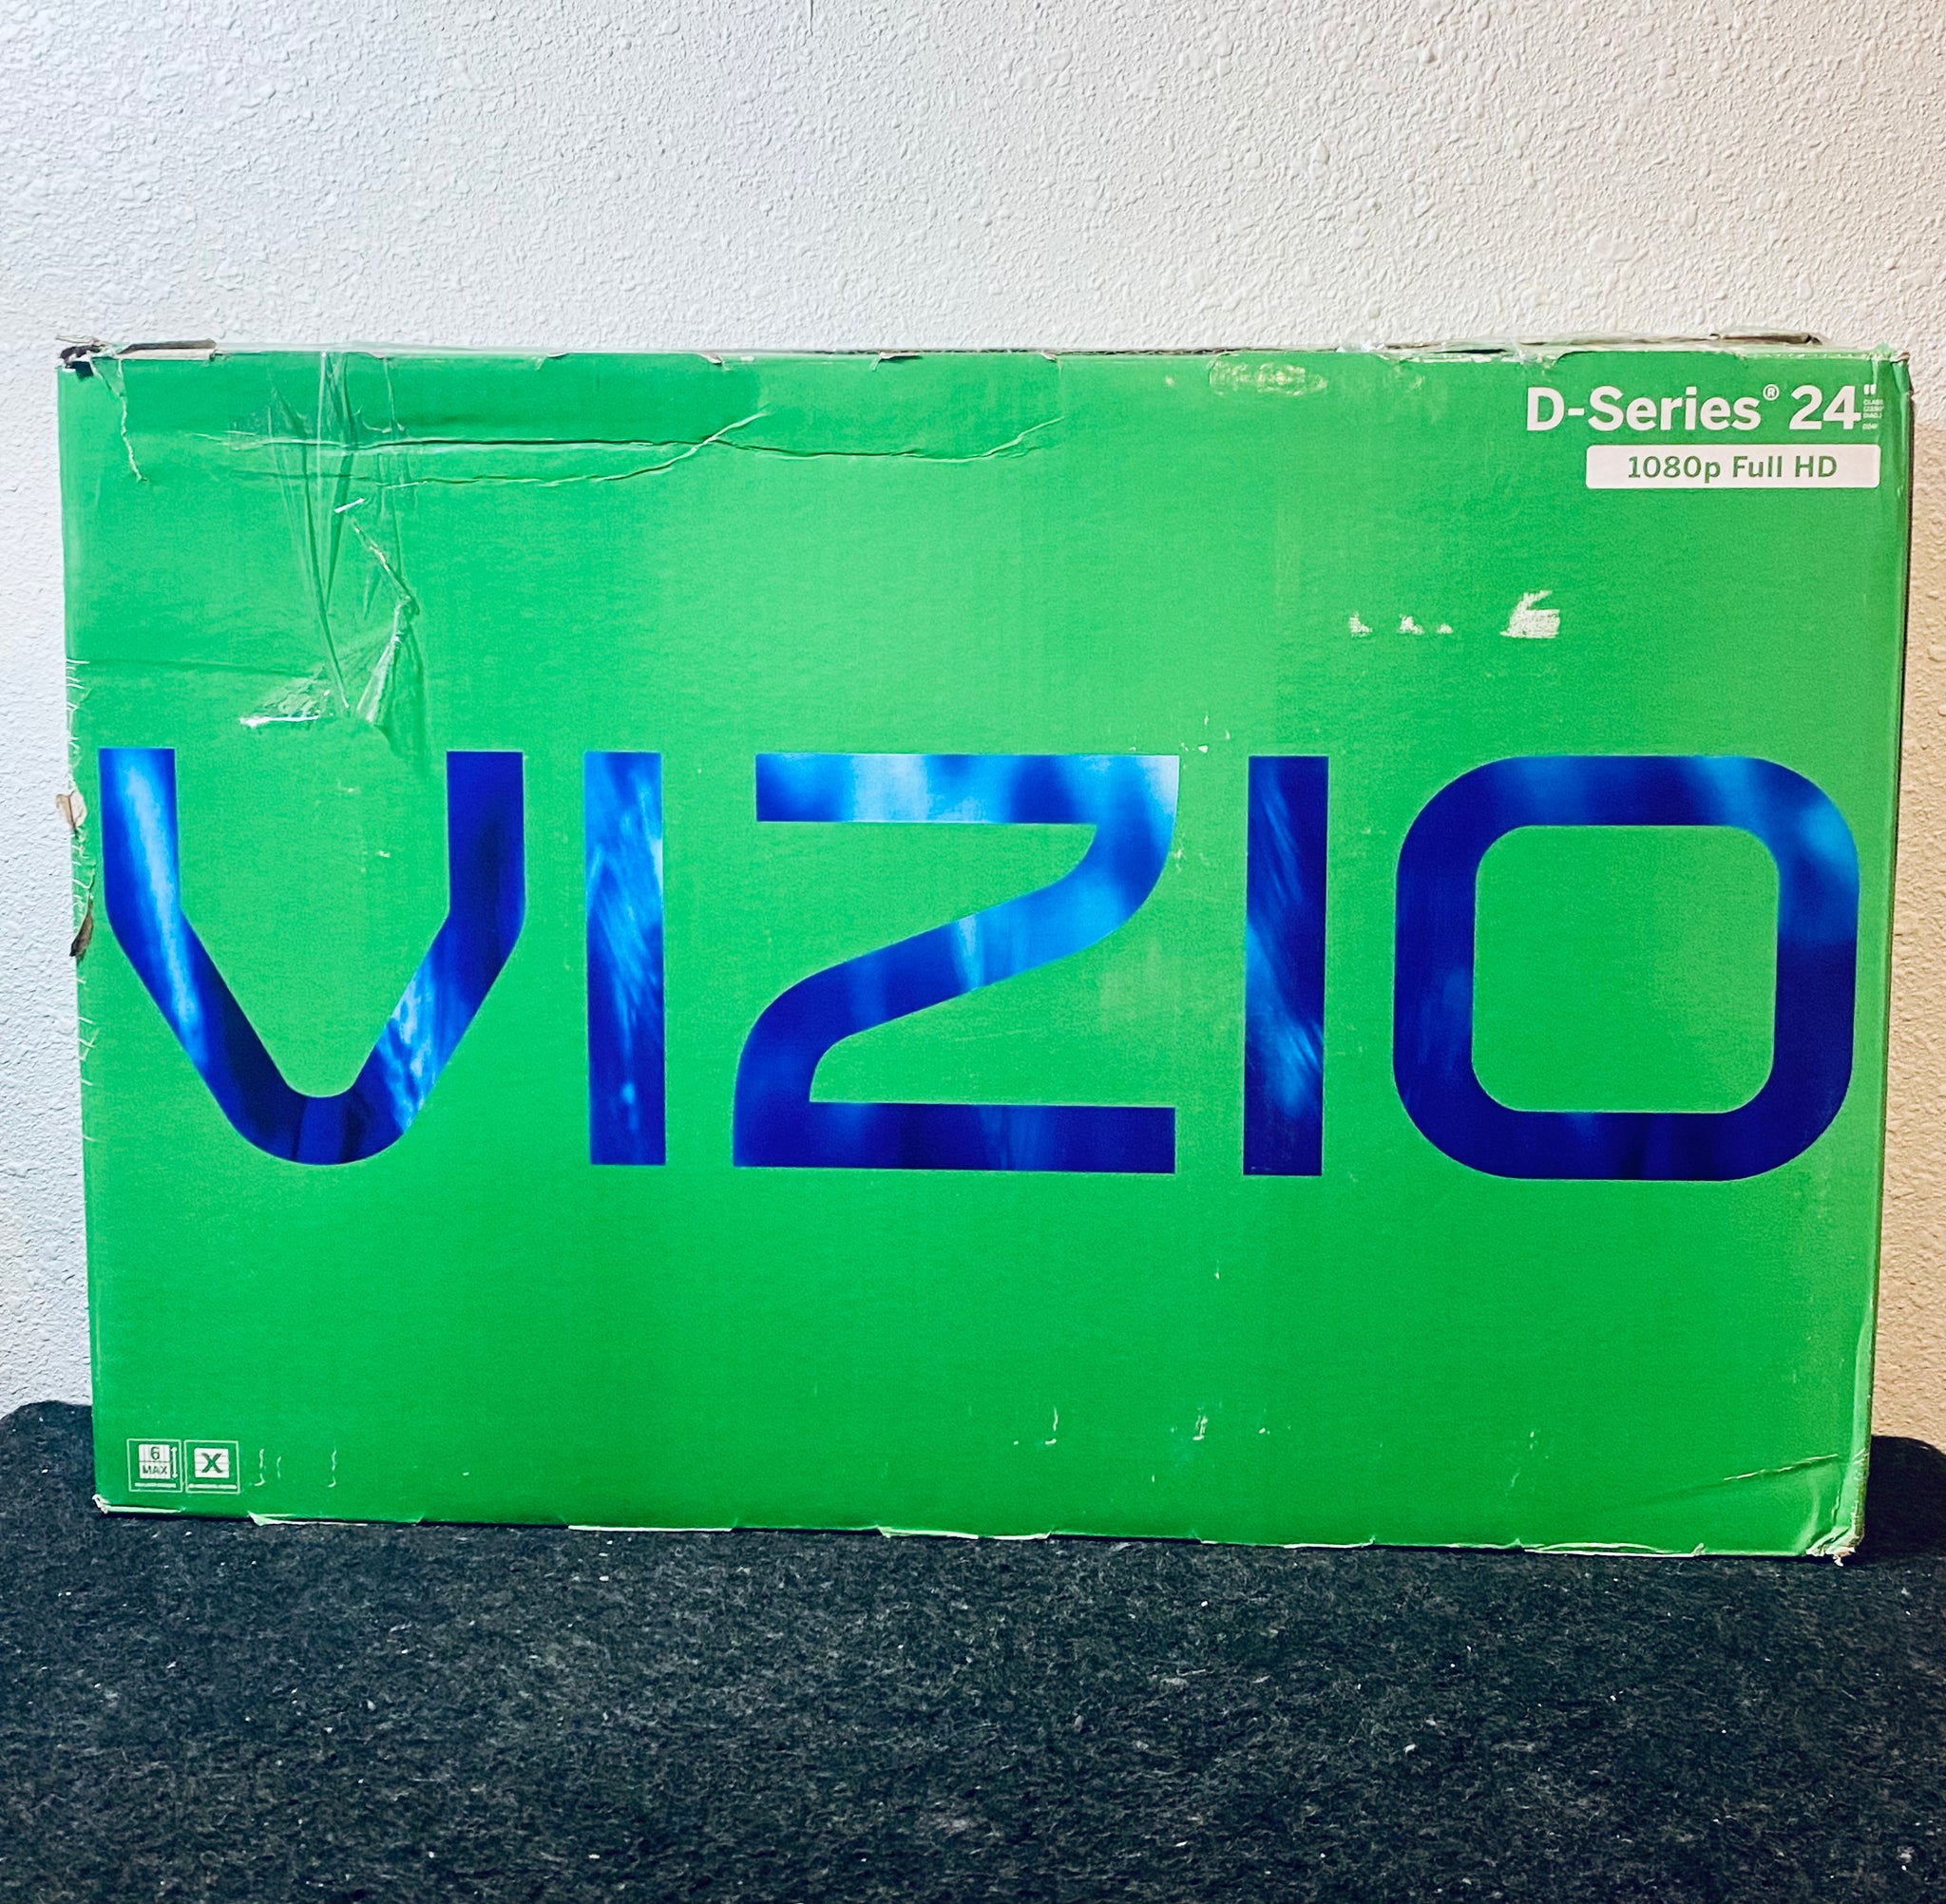 D-Series® 24"
1080p Full HD
VIZIO
6
MAX
X